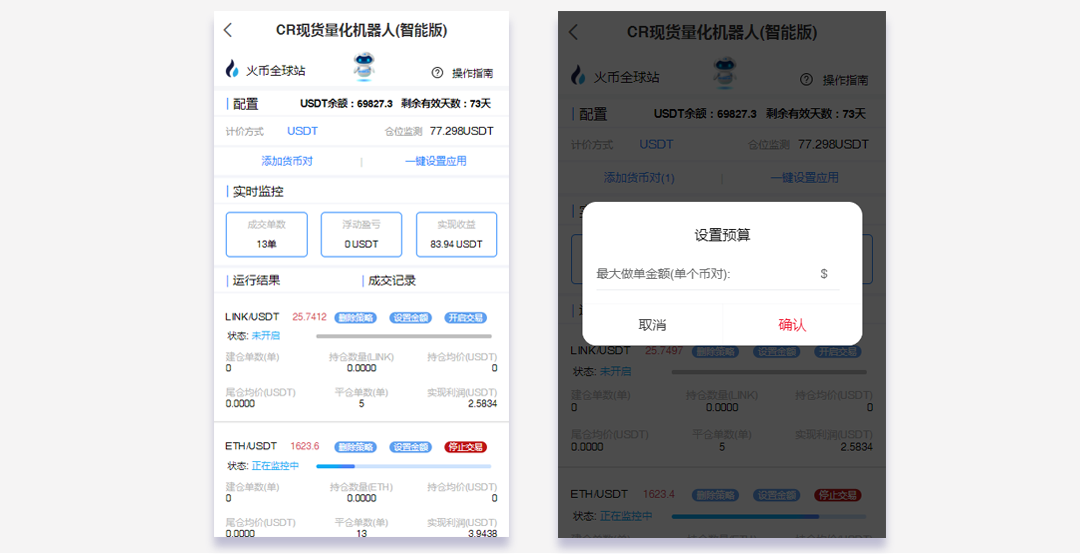 CR现货量化机器人(智能版)
火币全球站
操作指南
配置 USDT余额：69827.3 剩余有效天数：73天
计价方式 USDT 仓位监测 77.298USDT
添加货币对 一键设置应用
实时监控
成交单数 浮动盈亏 实现收益
13单 0 USDT 83.94 USDT
运行结果 成交记录
LINK/USDT 25.7412 删除策略 设置金额 开启交易
状态: 未开启
建仓单数(单) 持仓数量(LINK) 持仓均价(USDT)
0 0.0000 0
尾仓均价(USDT) 平仓单数(单) 实现利润(USDT)
0.0000 5 2.5834
ETH/USDT 1623.6 删除策略 设置金额 停止交易
状态: 正在监控中
建仓单数(单) 持仓数量(ETH) 持仓均价(USDT)
0 0.0000 0
尾仓均价(USDT) 平仓单数(单) 实现利润(USDT)
0.0000 13 3.9438
CR现货量化机器人(智能版)
火币全球站
操作指南
配置 USDT余额：69827.3 剩余有效天数：73天
计价方式 USDT 仓位监测 77.298USDT
添加货币对(1) 一键设置应用
设置预算
最大做单金额(单个币对): $
取消 确认
LINK/USDT 25.7497 删除策略 设置金额 开启交易
状态: 未开启
建仓单数(单) 持仓数量(LINK) 持仓均价(USDT)
0 0.0000 0
尾仓均价(USDT) 平仓单数(单) 实现利润(USDT)
0.0000 5 2.5834
ETH/USDT 1623.4 删除策略 设置金额 停止交易
状态: 正在监控中